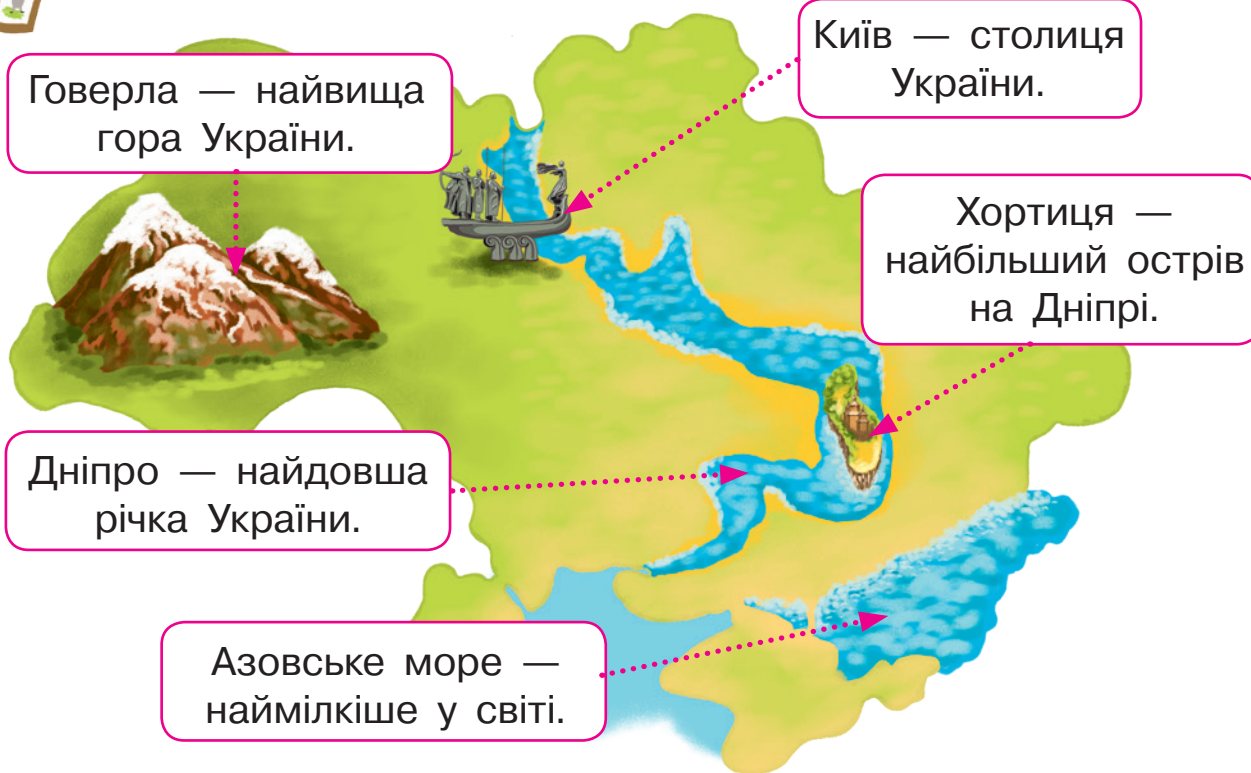 Київ — столиця
України.
Говерла — найвища
гора України.
Хортиця —
найбільший острів
на Дніпрі.
Дніпро — найдовша
річка України.
Азовське море —
наймілкіше у світі.